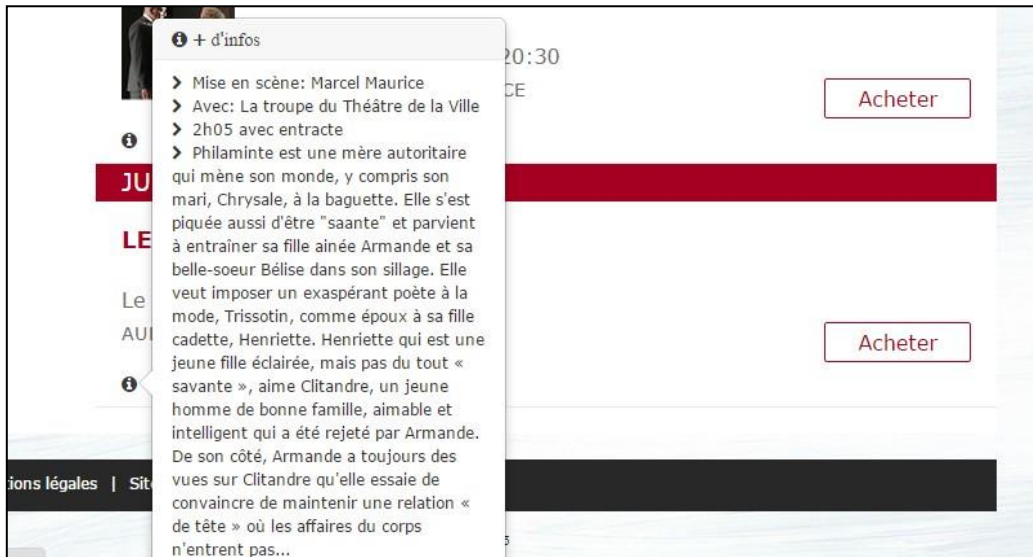 + d'infos
Mise en scène: Marcel Maurice
Avec: La troupe du Théâtre de la Ville
2h05 avec entracte
Philaminte est une mère autoritaire
qui mène son monde, y compris son
mari, Chrysale, à la baguette. Elle s'est
piquée aussi d'être "saante" et parvient
à entraîner sa fille ainée Armande et sa
belle-soeur Bélise dans son sillage. Elle
veut imposer un exaspérant poète à la
mode, Trissotin, comme époux à sa fille
cadette, Henriette. Henriette qui est une
jeune fille éclairée, mais pas du tout «
savante », aime Clitandre, un jeune
homme de bonne famille, aimable et
intelligent qui a été rejeté par Armande.
De son côté, Armande a toujours des
vues sur Clitandre qu'elle essaie de
convaincre de maintenir une relation «
de tête » où les affaires du corps
n'entrent pas...
20:30
CE
Acheter
JU
LE
Le
AU
Acheter
ions légales | Sit